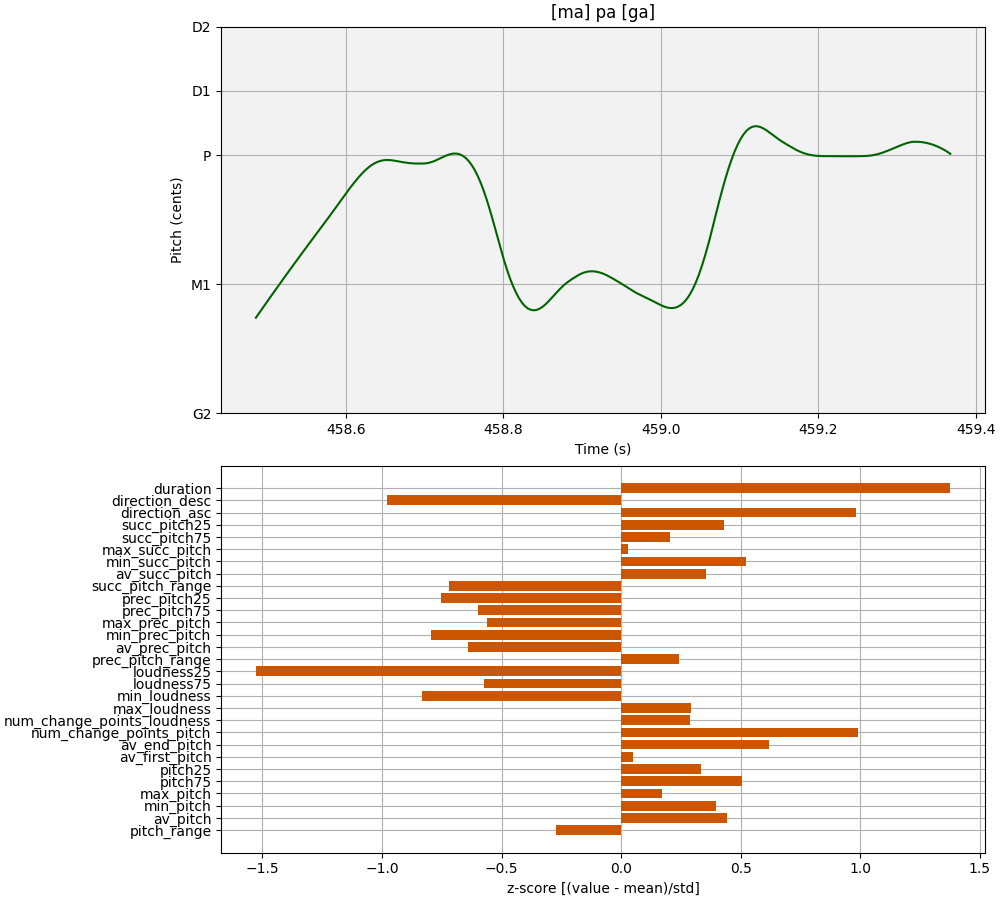 [ma] pa [ga]
D2
D1
P
M1
G2
Pitch (cents)
458.6 458.8 459.0 459.2 459.4
Time (s)
duration
direction_desc
direction_asc
succ_pitch25
succ_pitch75
max_succ_pitch
min_succ_pitch
av_succ_pitch
succ_pitch_range
prec_pitch25
prec_pitch75
max_prec_pitch
min_prec_pitch
av_prec_pitch
prec_pitch_range
loudness25
loudness75
min_loudness
max_loudness
num_change_points_loudness
num_change_points_pitch
av_end_pitch
av_first_pitch
pitch25
pitch75
max_pitch
min_pitch
av_pitch
pitch_range
−1.5 −1.0 −0.5 0.0 0.5 1.0 1.5
z-score [(value - mean)/std]